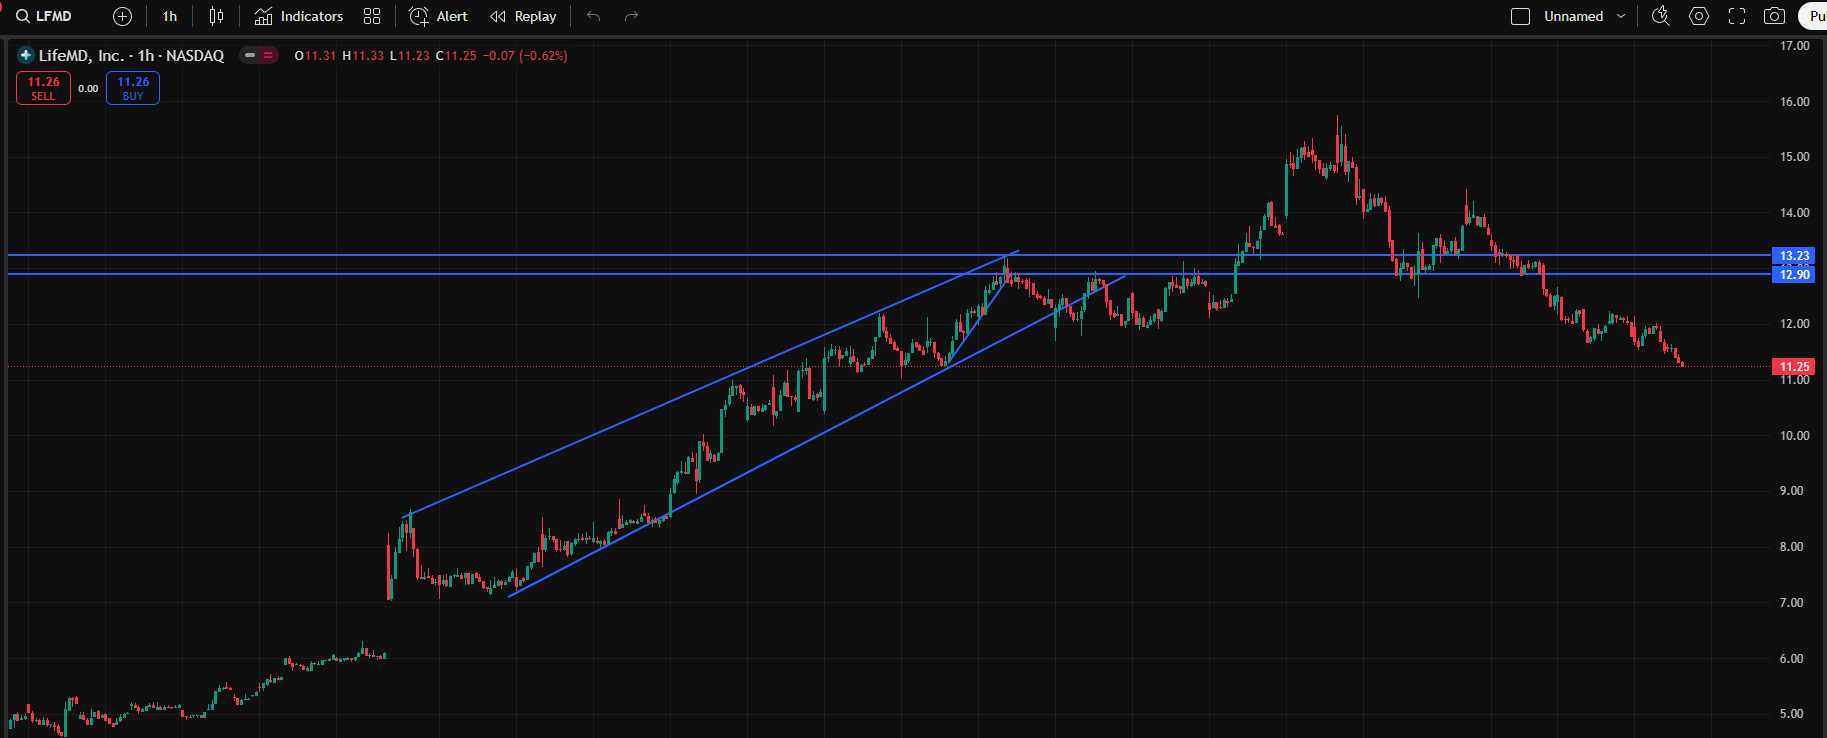 LFMD
1h
Indicators
Alert
Replay
Unnamed
Pu
LifeMD, Inc. · 1h · NASDAQ
O11.31 H11.33 L11.23 C11.25 −0.07 (−0.62%)
11.26
SELL
0.00
11.26
BUY
17.00
16.00
15.00
14.00
13.23
12.90
12.00
11.25
11.00
10.00
9.00
8.00
7.00
6.00
5.00